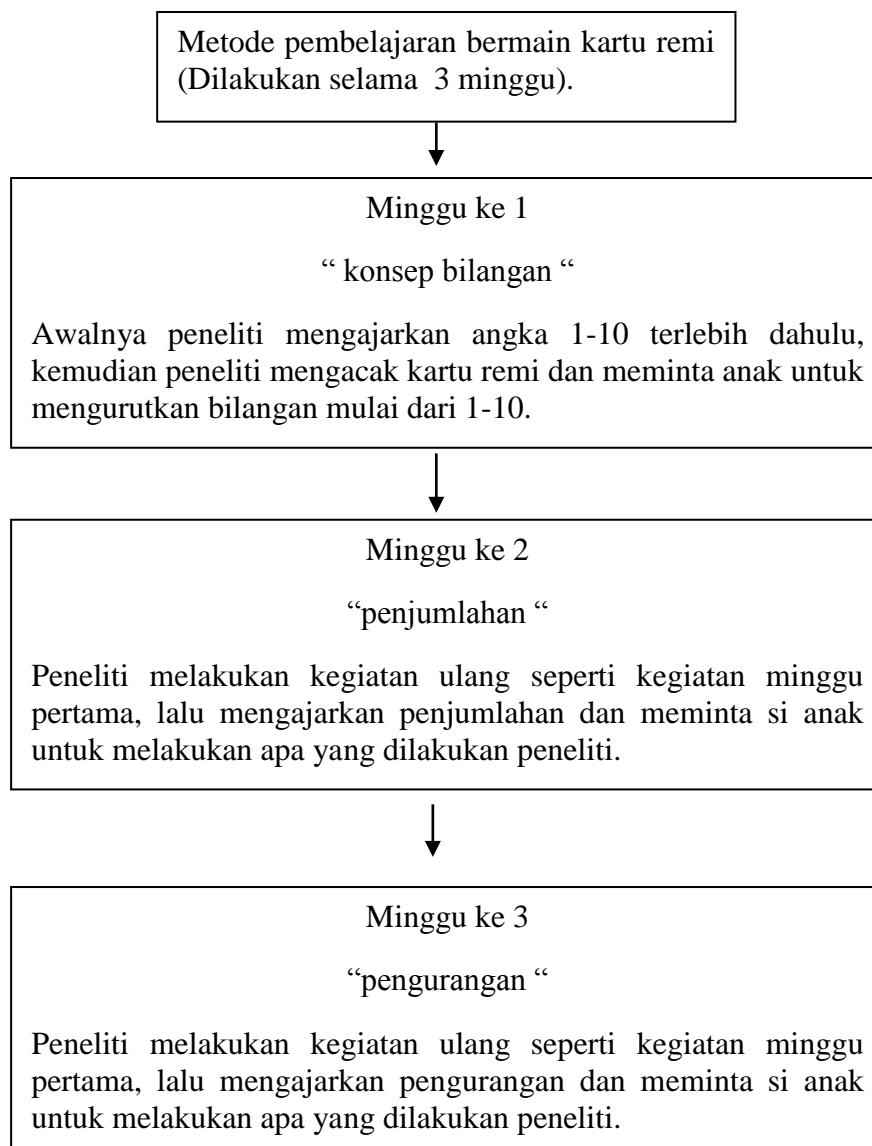 Metode pembelajaran bermain kartu remi
(Dilakukan selama  3 minggu).
Minggu ke 1
“ konsep bilangan “
Awalnya peneliti mengajarkan angka 1-10 terlebih dahulu,
kemudian peneliti mengacak kartu remi dan meminta anak untuk
mengurutkan bilangan mulai dari 1-10.
Minggu ke 2
“penjumlahan “
Peneliti melakukan kegiatan ulang seperti kegiatan minggu
pertama, lalu mengajarkan penjumlahan dan meminta si anak
untuk melakukan apa yang dilakukan peneliti.
Minggu ke 3
“pengurangan “
Peneliti melakukan kegiatan ulang seperti kegiatan minggu
pertama, lalu mengajarkan pengurangan dan meminta si anak
untuk melakukan apa yang dilakukan peneliti.